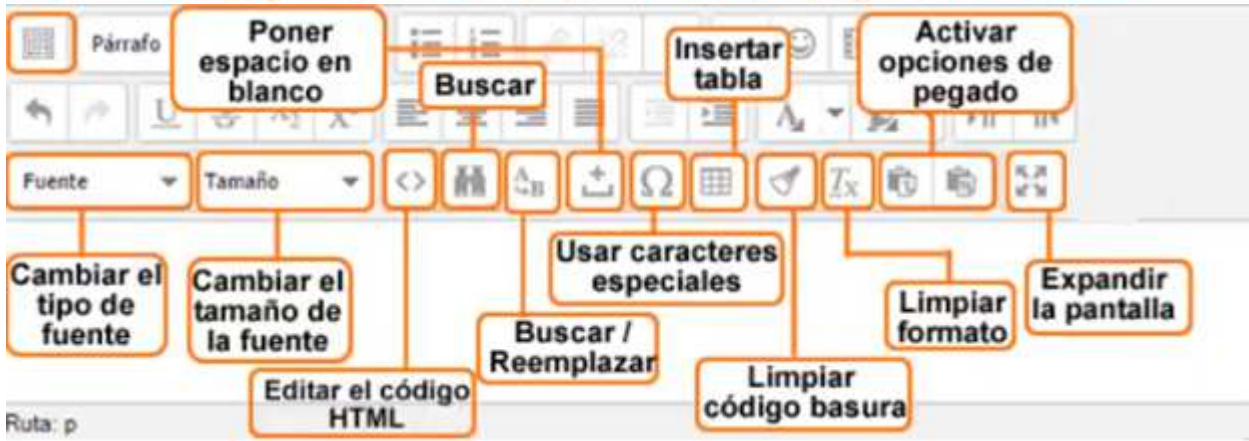 Párrafo
Poner
espacio en
blanco
Buscar
Insertar
tabla
Activar
opciones de
pegado
Fuente
Tamaño
Cambiar el
tipo de
fuente
Cambiar el
tamaño de
la fuente
Editar el código
HTML
Buscar /
Reemplazar
Usar caracteres
especiales
Limpiar
código basura
Limpiar
formato
Expandir
la pantalla
Ruta: p